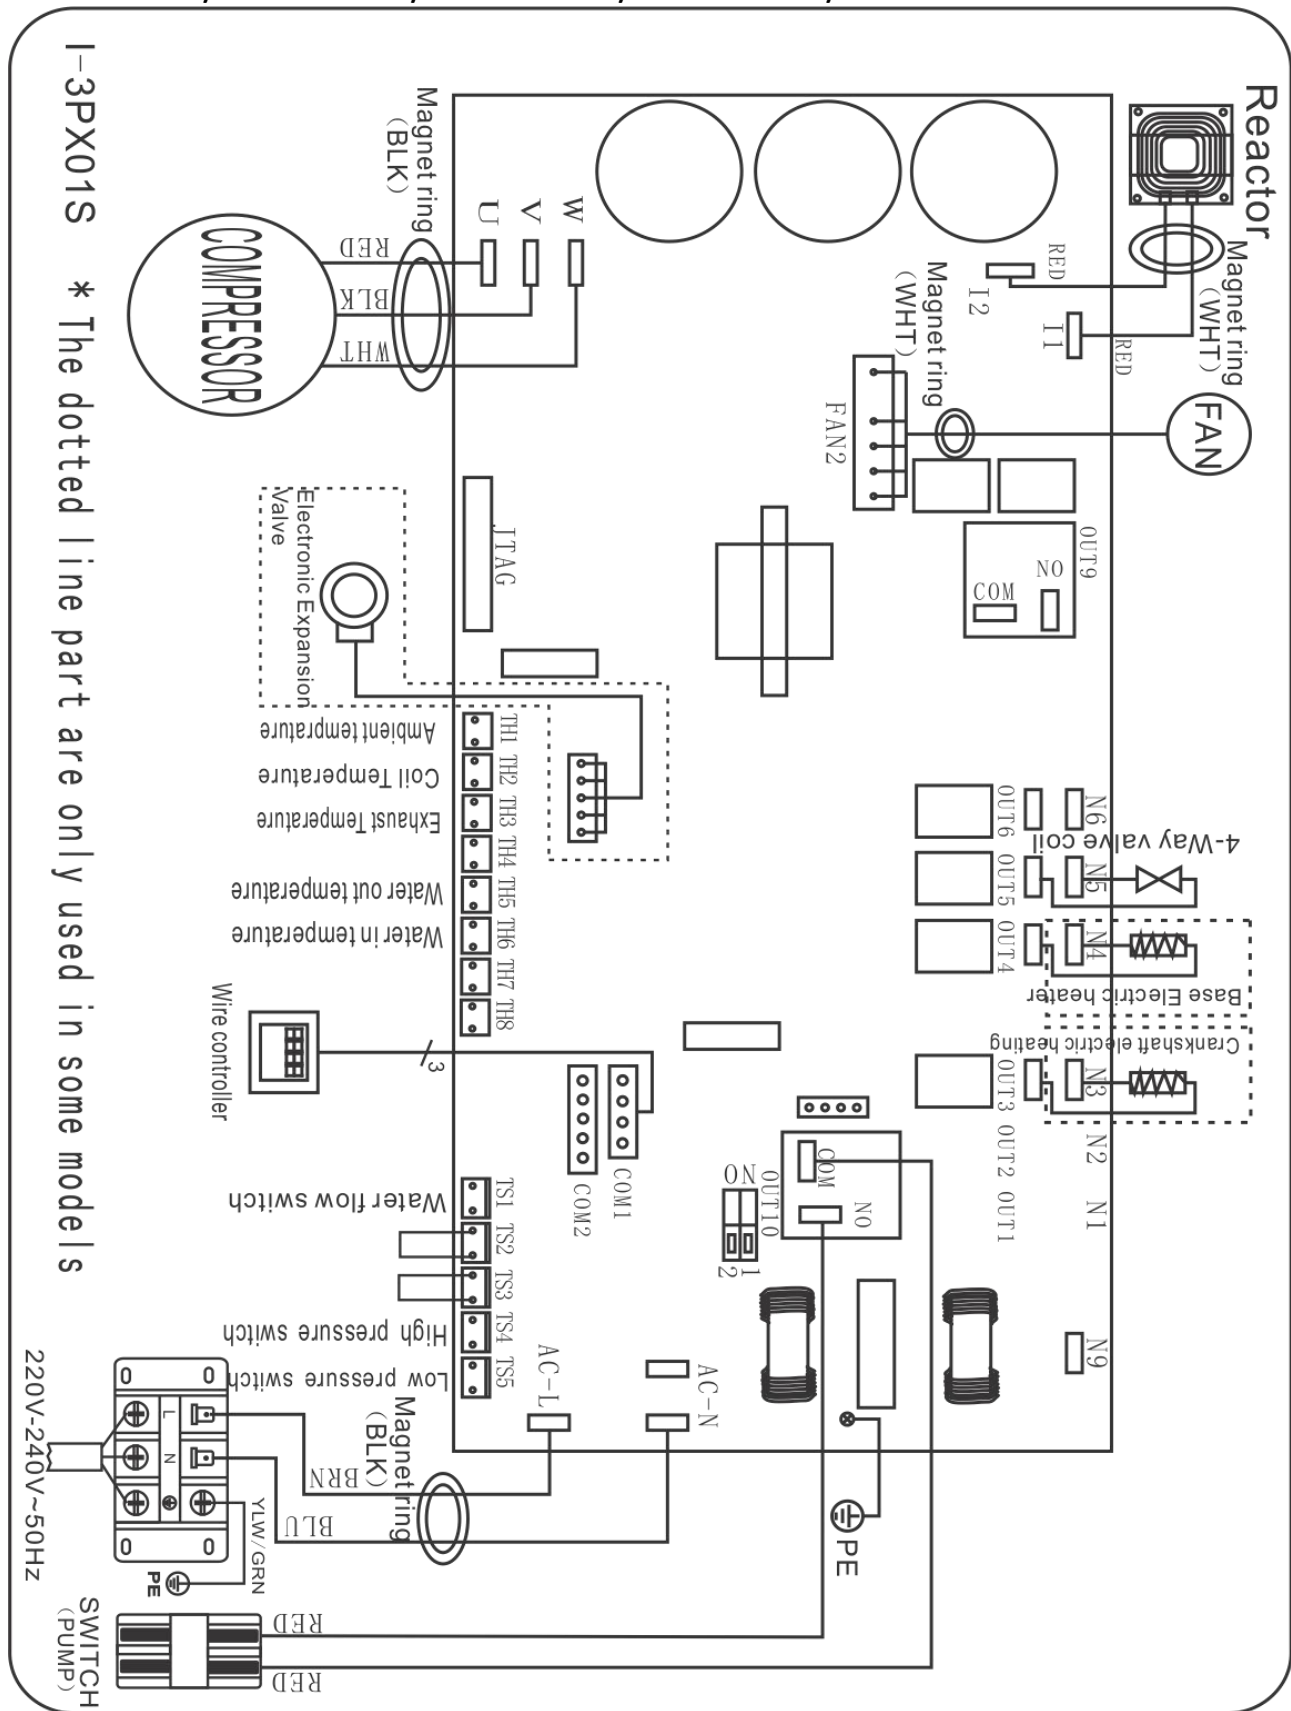 Reactor
Magnet ring
(WHT)
RED
I2
I1
RED
FAN
Magnet ring
(WHT)
FAN2
OUT9
NO
COM
W
V
U
Magnet ring
(BLK)
RED
BLK
WHT
COMPRESSOR
JTAG
Electronic Expansion
Valve
TH1
Ambient temprature
TH2
Coil Temperature
TH3
Exhaust Temperature
TH4
TH5
Water out temperature
TH6
Water in temperature
TH7
TH8
Wire controller
3
COM1
COM2
N6
OUT6
4-Way valve coil
N5
OUT5
N4
OUT4
Base Electric heater
Crankshaft electric heating
N3
OUT3
N2
OUT2
N1
OUT1
N9
COM
NO
OUT10
ON
1
2
TS1
Water flow switch
TS2
TS3
TS4
High pressure switch
TS5
Low pressure switch
AC-L
AC-N
Magnet ring
(BLK)
BRN
BLU
L
N
YLW/GRN
PE
PE
220V-240V~50Hz
SWITCH
(PUMP)
RED
RED
I-3PX01S * The dotted line part are only used in some models